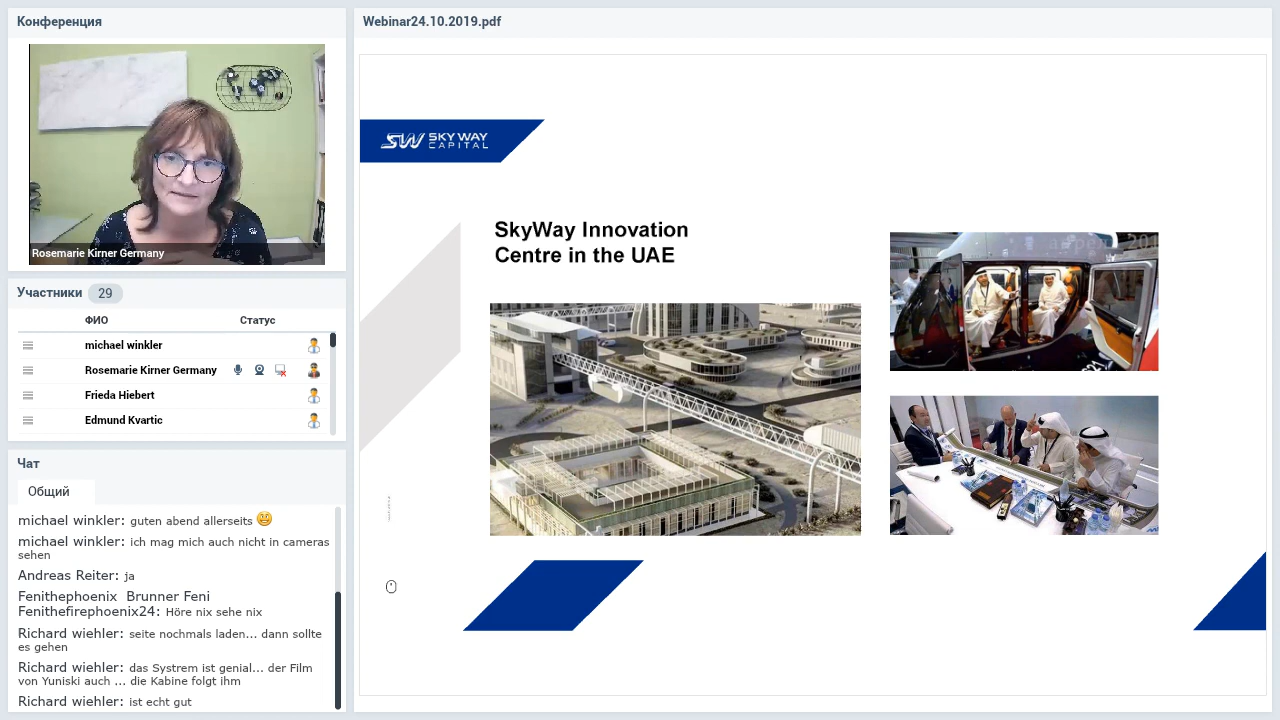 Конференция
Rosemarie Kirner Germany
Участники 29
ФИО Статус
michael winkler
Rosemarie Kirner Germany
Frieda Hiebert
Edmund Kvartic
Чат
Общий
michael winkler: guten abend allerseits
michael winkler: ich mag mich auch nicht in cameras
sehen
Andreas Reiter: ja
Fenithephoenix Brunner Feni
Fenithefirephoenix24: Höre nix sehe nix
Richard wiehler: seite nochmals laden... dann sollte
es gehen
Richard wiehler: das Systrem ist genial... der Film
von Yuniski auch ... die Kabine folgt ihm
Richard wiehler: ist echt gut
Webinar24.10.2019.pdf
SW SKYWAY
CAPITAL
SkyWay Innovation
Centre in the UAE